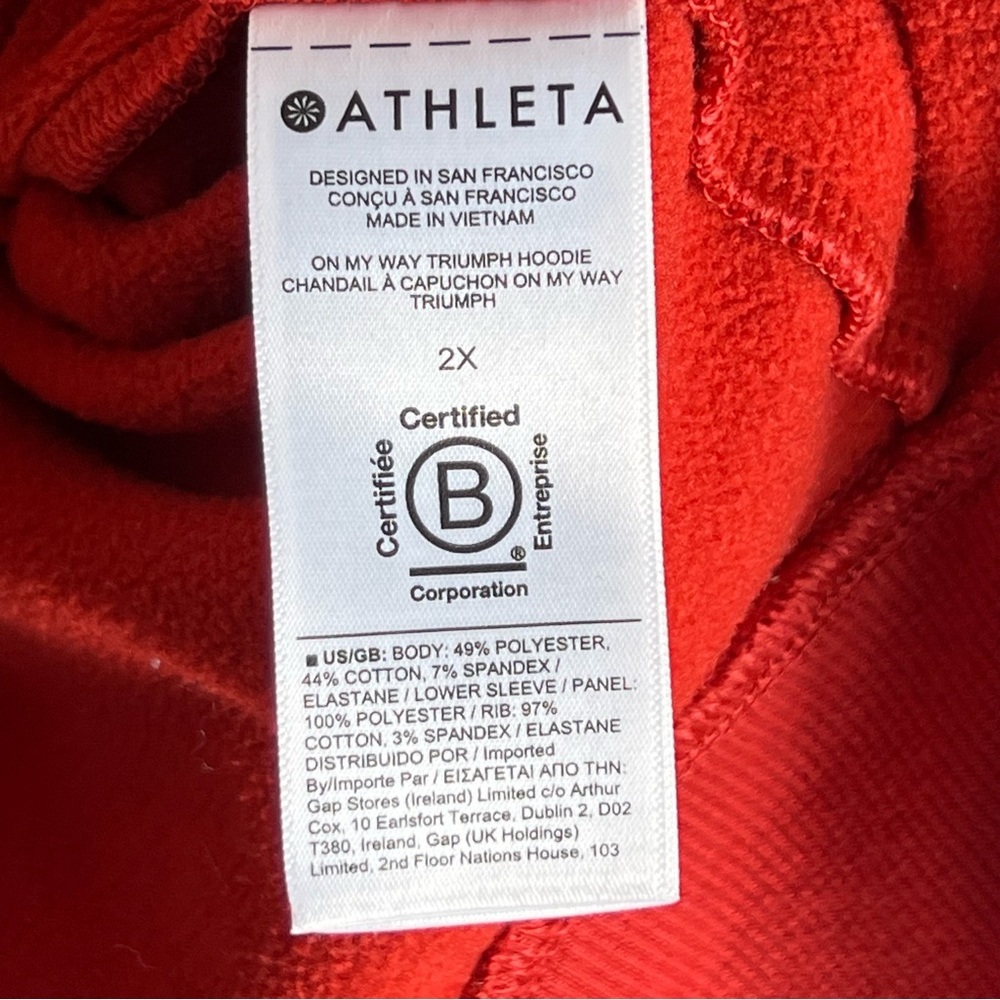 ATHLETA
DESIGNED IN SAN FRANCISCO
CONÇU À SAN FRANCISCO
MADE IN VIETNAM
ON MY WAY TRIUMPH HOODIE
CHANDAIL À CAPUCHON ON MY WAY
TRIUMPH
2X
Certified
Certifiée
B
Entreprise
®
Corporation
US/GB: BODY: 49% POLYESTER,
44% COTTON, 7% SPANDEX /
ELASTANE / LOWER SLEEVE / PANEL:
100% POLYESTER / RIB: 97%
COTTON, 3% SPANDEX / ELASTANE
DISTRIBUIDO POR / Imported
By/Importe Par / ΕΙΣΑΓΕΤΑΙ ΑΠΟ ΤΗΝ:
Gap Stores (Ireland) Limited c/o Arthur
Cox, 10 Earlsfort Terrace, Dublin 2, D02
T380, Ireland, Gap (UK Holdings)
Limited, 2nd Floor Nations House, 103